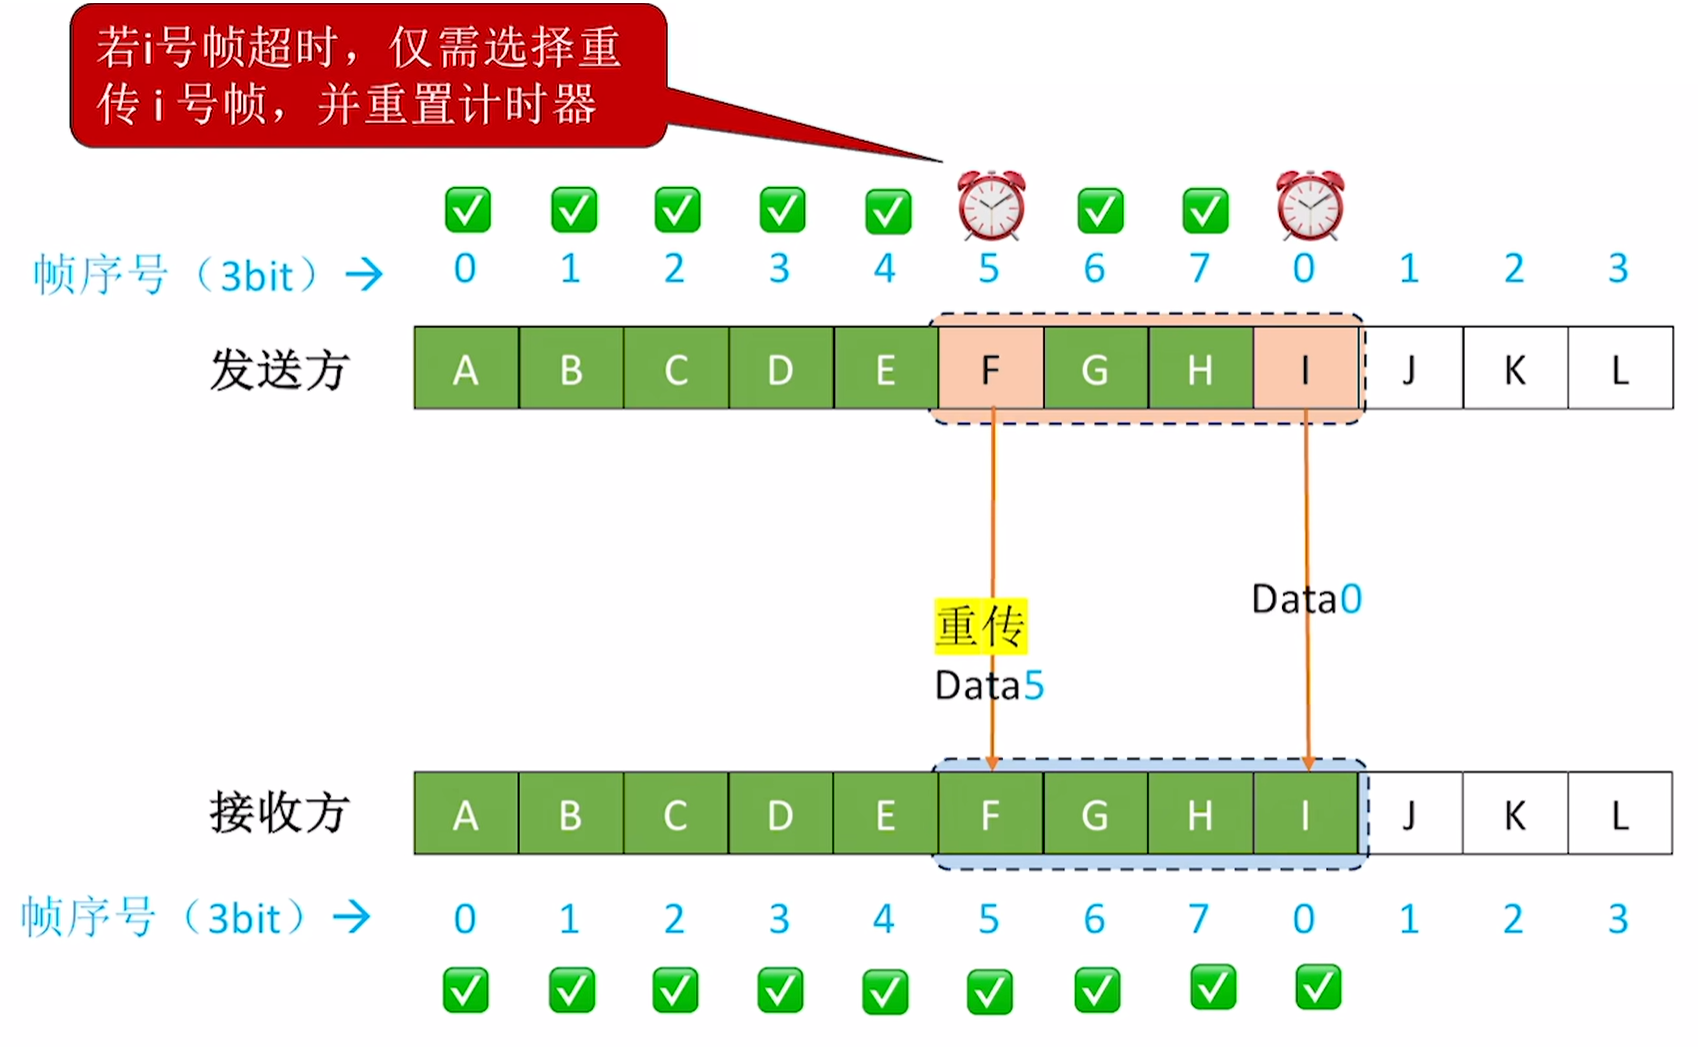 若i号帧超时，仅需选择重
传 i 号帧，并重置计时器
帧序号（3bit）→ 0 1 2 3 4 5 6 7 0 1 2 3
发送方 A B C D E F G H I J K L
Data0
重传
Data5
接收方 A B C D E F G H I J K L
帧序号（3bit）→ 0 1 2 3 4 5 6 7 0 1 2 3